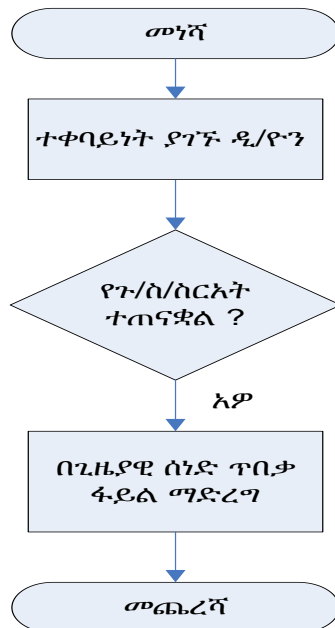 መነሻ
ተቀባይነት ያገኙ ዲ/ዮን
የጉ/ስ/ስርአት
ተጠናቋል ?
አዎ
በጊዜያዊ ሰነድ ጥበቃ
ፋይል ማድረግ
መጨረሻ